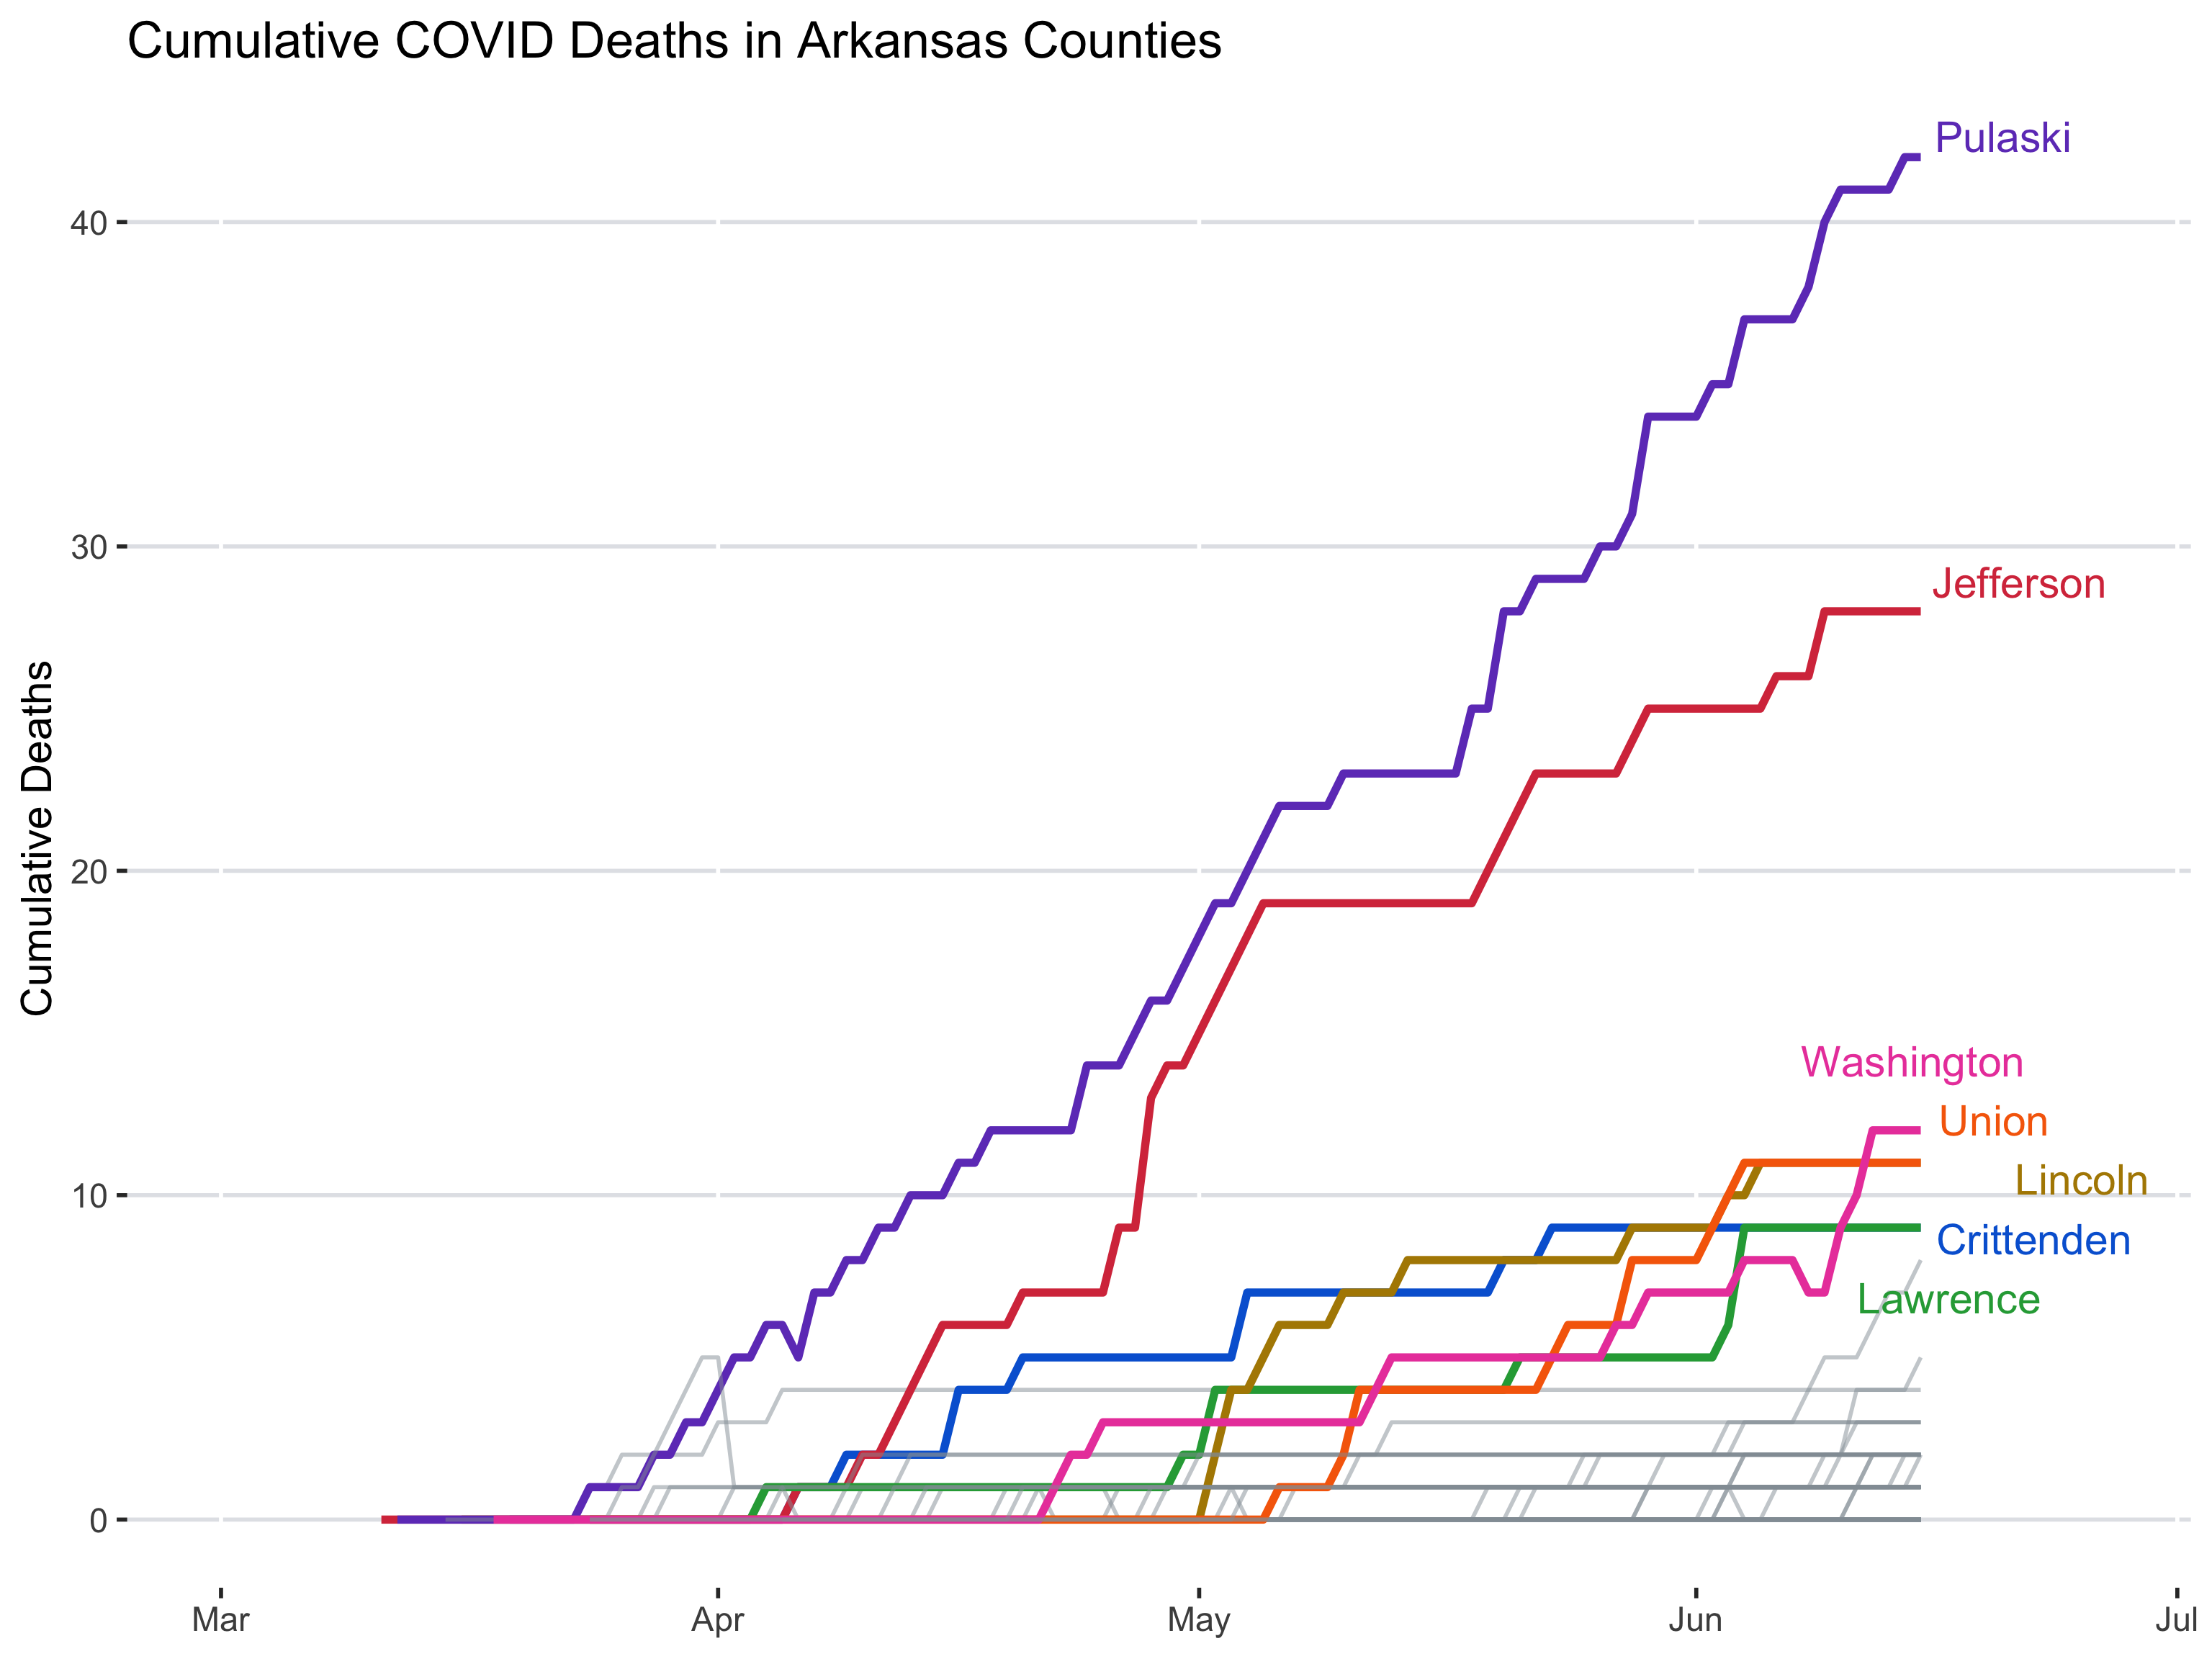 Cumulative COVID Deaths in Arkansas Counties
Pulaski
40
30
Jefferson
Cumulative Deaths
20
Washington
Union
10
Lincoln
Crittenden
Lawrence
0
Mar
Apr
May
Jun
Jul